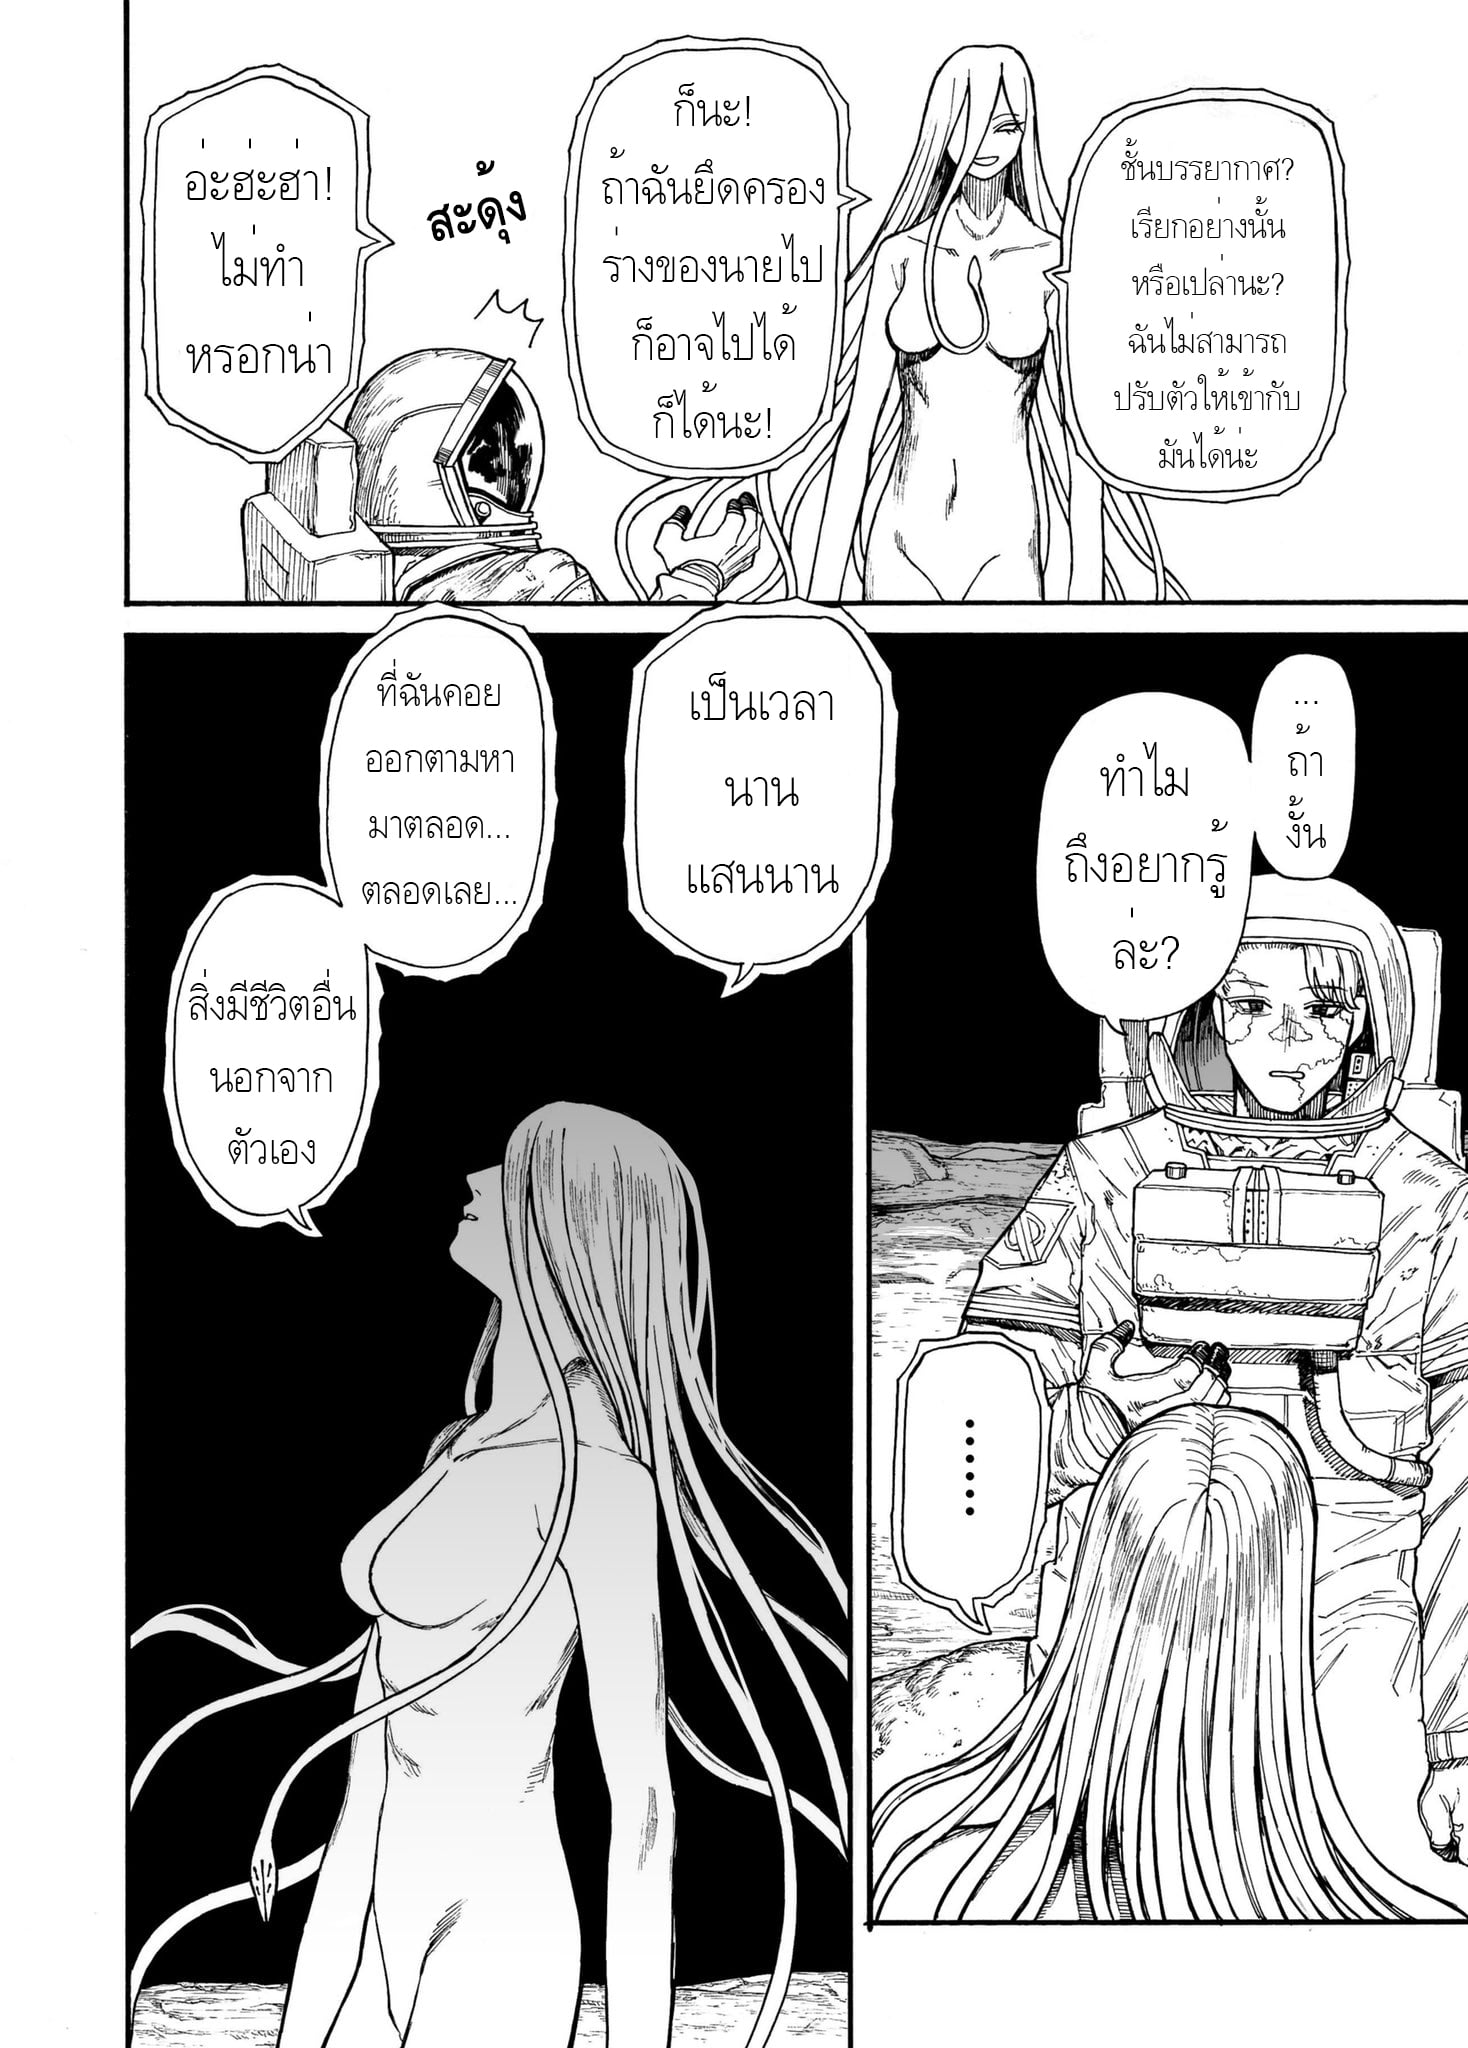 ชั้นบรรยากาศ?
เรียกอย่างนั้น
หรือเปล่านะ?
ฉันไม่สามารถ
ปรับตัวให้เข้ากับ
มันได้น่ะ
ก็นะ!
ถ้าฉันยึดครอง
ร่างของนายไป
ก็อาจไปได้
ก็ได้นะ!
สะดุ้ง
อ่ะฮ่ะฮ่า!
ไม่ทำ
หรอกน่า
...
ถ้า
งั้น
ทำไม
ถึงอยากรู้
ล่ะ?
......
เป็นเวลา
นาน
แสนนาน
ที่ฉันคอย
ออกตามหา
มาตลอด...
ตลอดเลย...
สิ่งมีชีวิตอื่น
นอกจาก
ตัวเอง